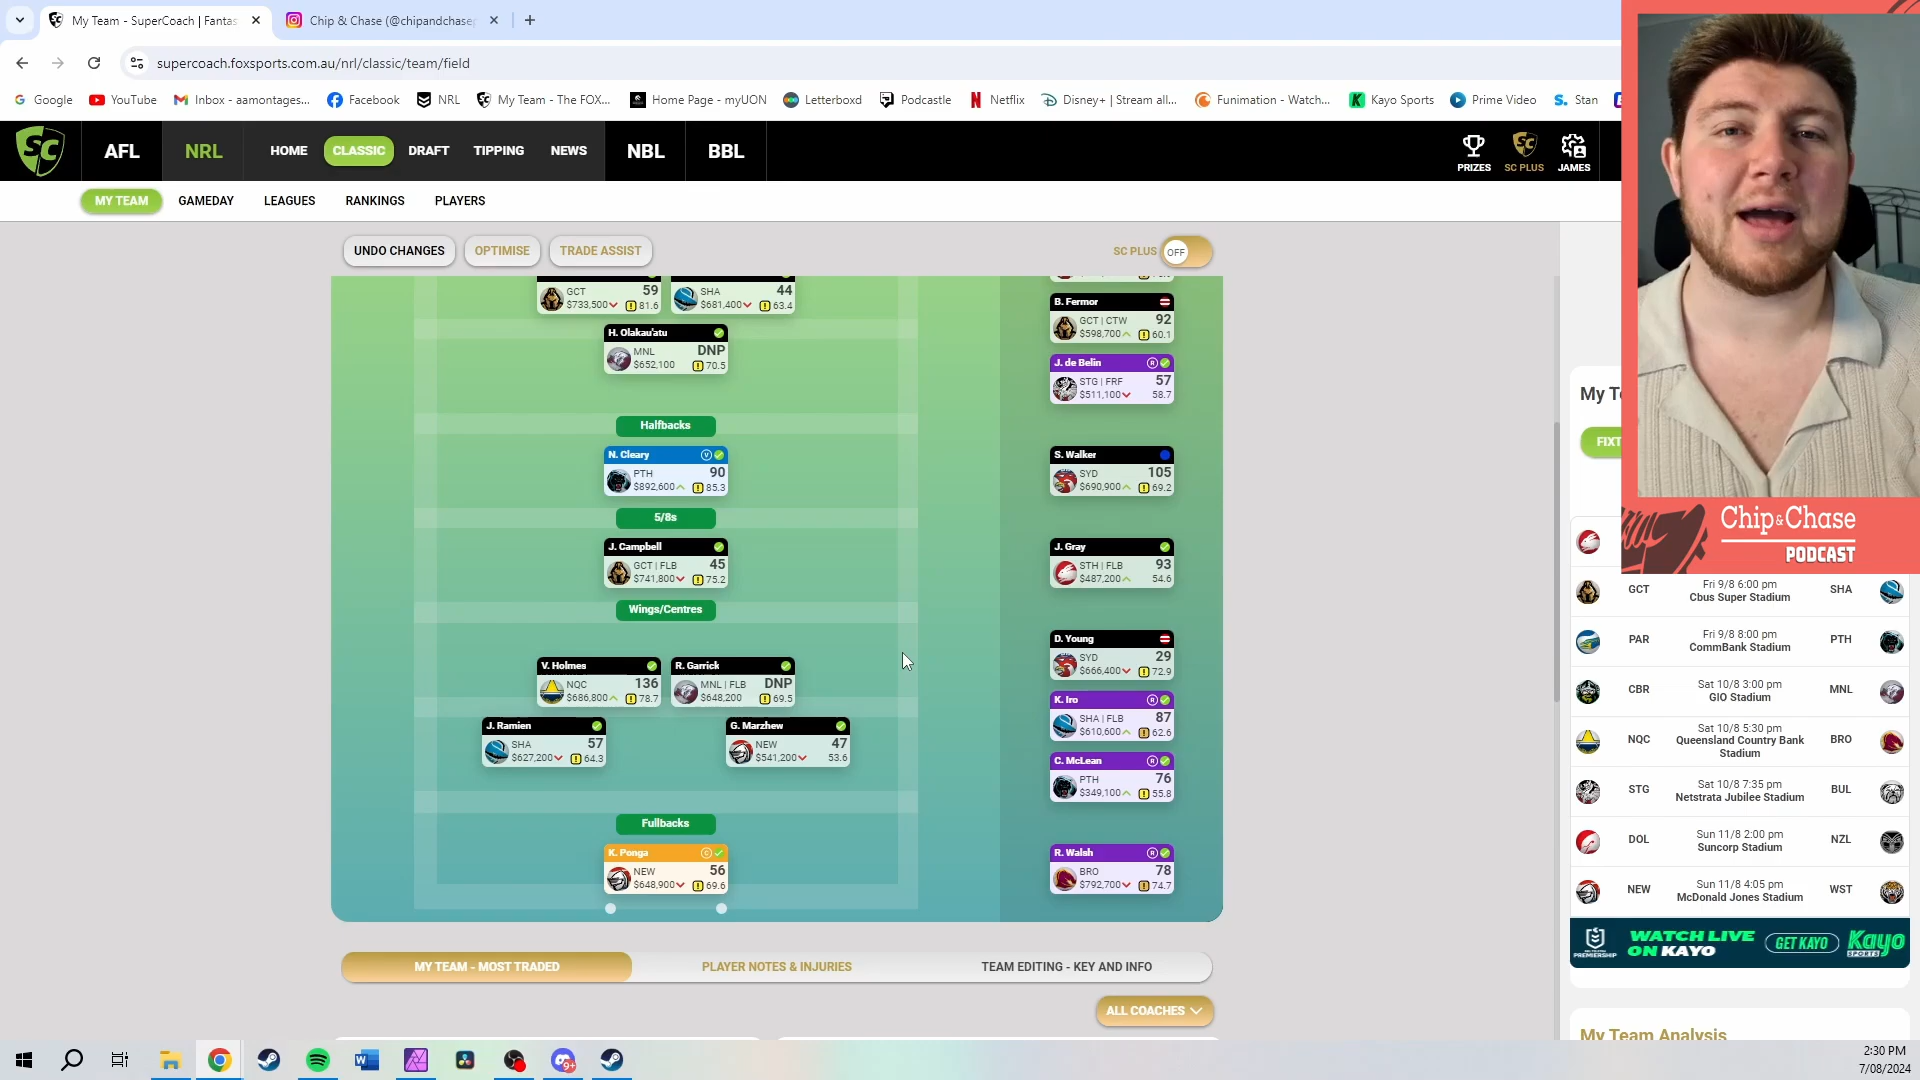 My Team - SuperCoach | Fantas
Chip & Chase (@chipandchase
supercoach.foxsports.com.au/nrl/classic/team/field
Google
YouTube
Inbox - aamontages...
Facebook
NRL
My Team - The FOX...
Home Page - myUON
Letterboxd
Podcastle
Netflix
Disney+ | Stream all...
Funimation - Watch...
Kayo Sports
Prime Video
Stan
SC
AFL
NRL
HOME
CLASSIC
DRAFT
TIPPING
NEWS
NBL
BBL
PRIZES
SC PLUS
JAMES
MY TEAM
GAMEDAY
LEAGUES
RANKINGS
PLAYERS
UNDO CHANGES
OPTIMISE
TRADE ASSIST
SC PLUS
OFF
GCT 59
$733,500 81.6
SHA 44
$681,400 63.4
H. Olakau'atu
MNL DNP
$652,100 70.5
Halfbacks
N. Cleary V
PTH 90
$892,600 85.3
5/8s
J. Campbell
GCT | FLB 45
$741,800 75.2
Wings/Centres
V. Holmes
NQC 136
$686,800 78.7
R. Garrick
MNL | FLB DNP
$648,200 69.5
J. Ramien
SHA 57
$627,200 64.3
G. Marzhew
NEW 47
$541,200 53.6
Fullbacks
K. Ponga C
NEW 56
$648,900 69.6
B. Fermor
GCT | CTW 92
$598,700 60.1
J. de Belin R
STG | FRF 57
$511,100 58.7
S. Walker
SYD 105
$690,900 69.2
J. Gray
STH | FLB 93
$487,200 54.6
D. Young
SYD 29
$666,400 72.9
K. Iro R
SHA | FLB 87
$610,600 62.6
C. McLean R
PTH 76
$349,100 55.8
R. Walsh R
BRO 78
$792,700 74.7
MY TEAM - MOST TRADED
PLAYER NOTES & INJURIES
TEAM EDITING - KEY AND INFO
ALL COACHES
Chip & Chase
PODCAST
My T
FIXT
GCT Fri 9/8 6:00 pm SHA
Cbus Super Stadium
PAR Fri 9/8 8:00 pm PTH
CommBank Stadium
CBR Sat 10/8 3:00 pm MNL
GIO Stadium
NQC Sat 10/8 5:30 pm BRO
Queensland Country Bank
Stadium
STG Sat 10/8 7:35 pm BUL
Netstrata Jubilee Stadium
DOL Sun 11/8 2:00 pm NZL
Suncorp Stadium
NEW Sun 11/8 4:05 pm WST
McDonald Jones Stadium
PREMIERSHIP
WATCH LIVE
ON KAYO
GET KAYO
Kayo
SPORTS
My Team Analysis
9+
2:30 PM
7/08/2024